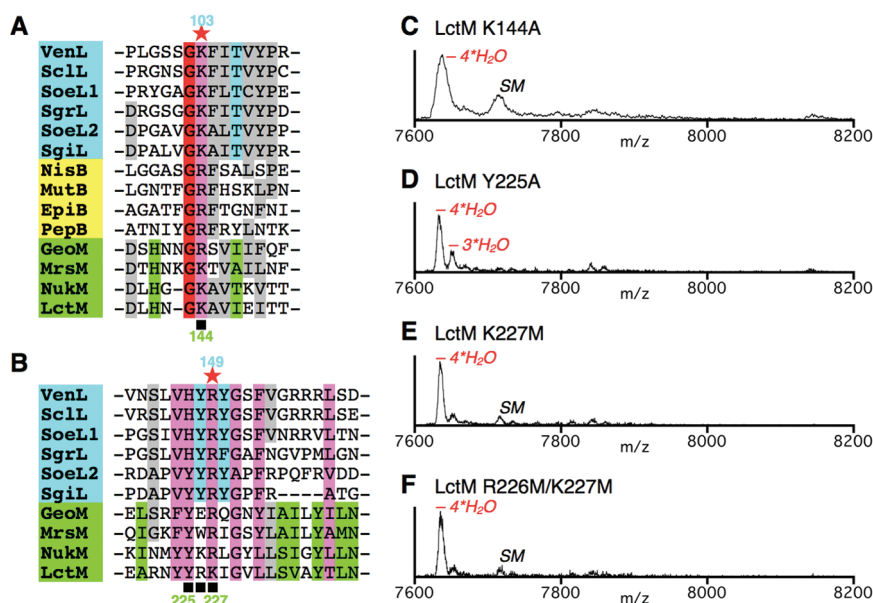 A
103
VenL -PLGSSGKFITVYPR-
SclL -PRGNSGKFITVYPC-
SoeL1 -PRYGAGKFLTCYPE-
SgrL -DRGSGGKFITVYPD-
SoeL2 -DPGAVGKALTVYPP-
SgiL -DPALVGKAITVYPR-
NisB -LGGASGRFSALSPE-
MutB -LGNTFGRFHSKLPN-
EpiB -AGATFGRFTGNFNI-
PepB -ATNIYGRFRYLNTK-
GeoM -DSHNNGRSVIIFQF-
MrsM -DTHNKGKTVAILNF-
NukM -DLHG-GKAVTKVTT-
LctM -DLHN-GKAVIEITT-
144
B
149
VenL -VNSLVHYRYGSFVGRRRLSD-
SclL -VRSLVHYRYGSFVGRRRLSE-
SoeL1 -PGSIVHYRYGSFVNRRVLTN-
SgrL -PGRLVHYRFGAFNGVPMLGN-
SoeL2 -RDAPVYYRYAPFRPQFRVDD-
SgiL -PDAPVYYRYGPFR----ATG-
GeoM -ELSRFYERQGNYIAILYILN-
MrsM -QIGKFYWRIGSYLAILYAMN-
NukM -KINMYYKRLGYLLSIGYLLN-
LctM -EARNYYRKIGVLLSVAYTLN-
225 227
C LctM K144A
– 4*H2O
SM
7600 7800 m/z 8000 8200
D LctM Y225A
– 4*H2O
– 3*H2O
7600 7800 m/z 8000 8200
E LctM K227M
– 4*H2O
SM
7600 7800 m/z 8000 8200
F LctM R226M/K227M
– 4*H2O
SM
7600 7800 m/z 8000 8200